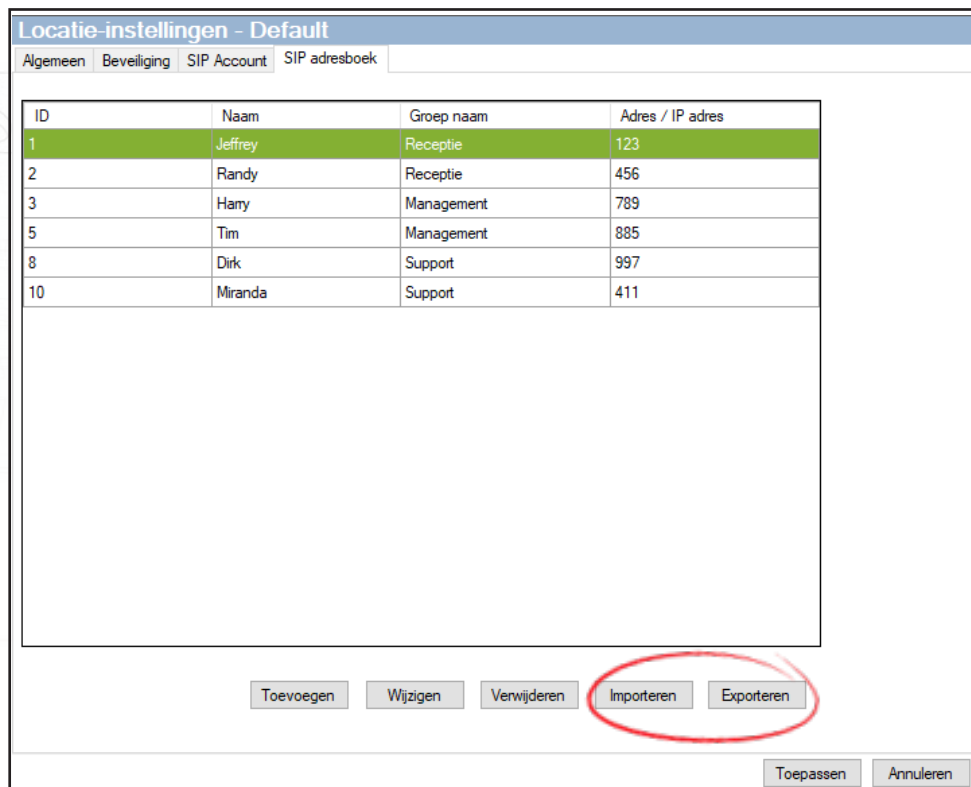 Locatie-instellingen - Default
Algemeen Beveiliging SIP Account SIP adresboek
ID Naam Groep naam Adres / IP adres
1 Jeffrey Receptie 123
2 Randy Receptie 456
3 Harry Management 789
5 Tim Management 885
8 Dirk Support 997
10 Miranda Support 411
Toevoegen Wijzigen Verwijderen Importeren Exporteren
Toepassen Annuleren